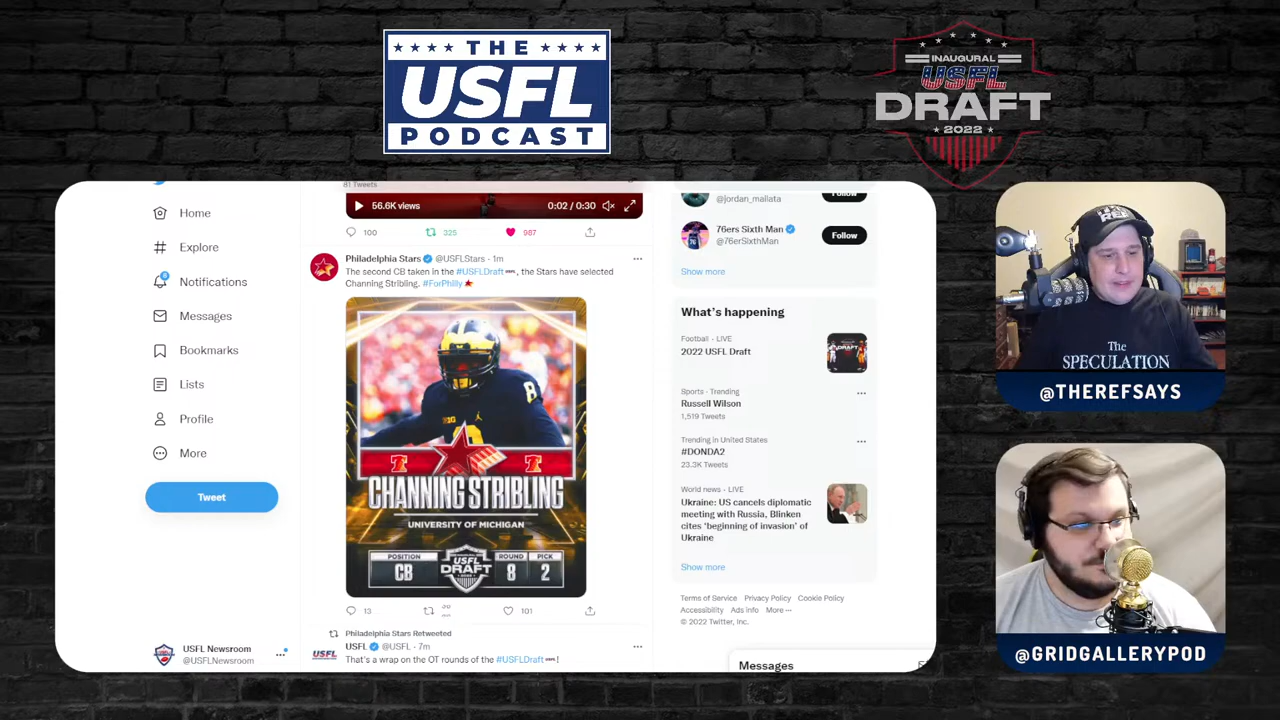 ★★★★ THE ★★★★
USFL
PODCAST
INAUGURAL
USFL
DRAFT
★ 2022 ★
Home
Explore
8
Notifications
Messages
Bookmarks
Lists
Profile
More
Tweet
USFL Newsroom
@USFLNewsroom
81 Tweets
56.6K views
0:02 / 0:30
100
225
987
Philadelphia Stars @USFLStars · 1m
The second CB taken in the #USFLDraft, the Stars have selected
Channing Stribling. #ForPhilly
8
CHANNING STRIBLING
UNIVERSITY OF MICHIGAN
POSITION
CB
USFL
DRAFT
ROUND
8
PICK
2
13
101
Philadelphia Stars Retweeted
USFL @USFL · 7m
That's a wrap on the OT rounds of the #USFLDraft!
@jordan_mailata
Follow
76ers Sixth Man
@76erSixthMan
Follow
Show more
What's happening
Football · LIVE
2022 USFL Draft
Sports · Trending
Russell Wilson
1,519 Tweets
Trending in United States
#DONDA2
23.3K Tweets
World news · LIVE
Ukraine: US cancels diplomatic
meeting with Russia, Blinken
cites 'beginning of invasion' of
Ukraine
Show more
Terms of Service Privacy Policy Cookie Policy
Accessibility Ads info More ···
© 2022 Twitter, Inc.
Messages
The
SPECULATION
@THEREFSAYS
@GRIDGALLERYPOD